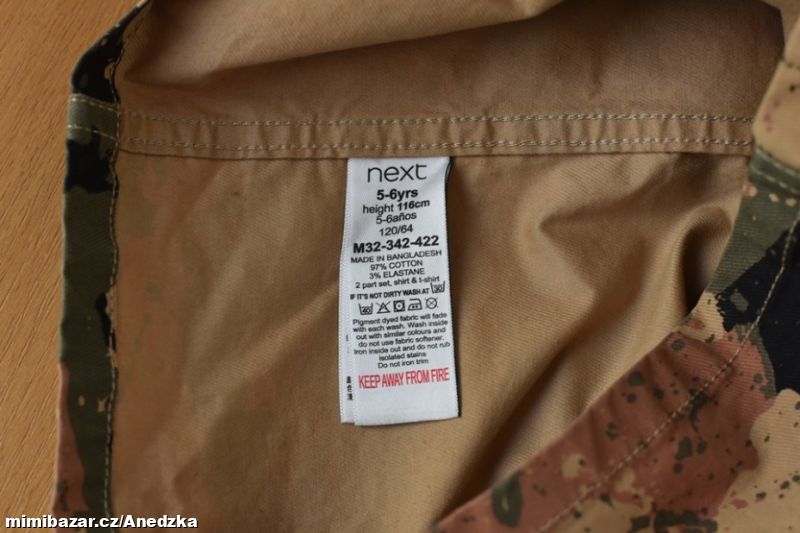 next
5-6yrs
height 116cm
5-6años
120/64
M32-342-422
MADE IN BANGLADESH
97% COTTON
3% ELASTANE
2 part set, shirt & t-shirt
IF IT'S NOT DIRTY WASH AT 30
40
Pigment dyed fabric will fade
with each wash. Wash inside
out with similar colours and
do not use fabric softener.
Iron inside out and do not rub
isolated stains
Do not iron trim
KEEP AWAY FROM FIRE
mimibazar.cz/Anedzka